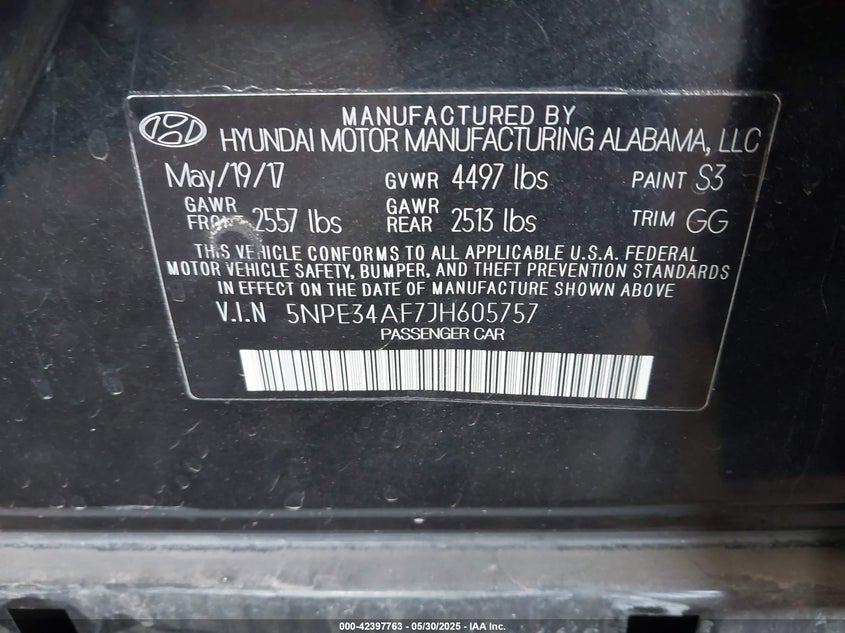 MANUFACTURED BY
HYUNDAI MOTOR MANUFACTURING ALABAMA, LLC
May/19/17 GVWR 4497 lbs PAINT S3
GAWR FRONT 2557 lbs GAWR REAR 2513 lbs TRIM GG
THIS VEHICLE CONFORMS TO ALL APPLICABLE U.S.A. FEDERAL
MOTOR VEHICLE SAFETY, BUMPER, AND THEFT PREVENTION STANDARDS
IN EFFECT ON THE DATE OF MANUFACTURE SHOWN ABOVE
V.I.N 5NPE34AF7JH605757
PASSENGER CAR
000-42397763 - 05/30/2025 - IAA Inc.